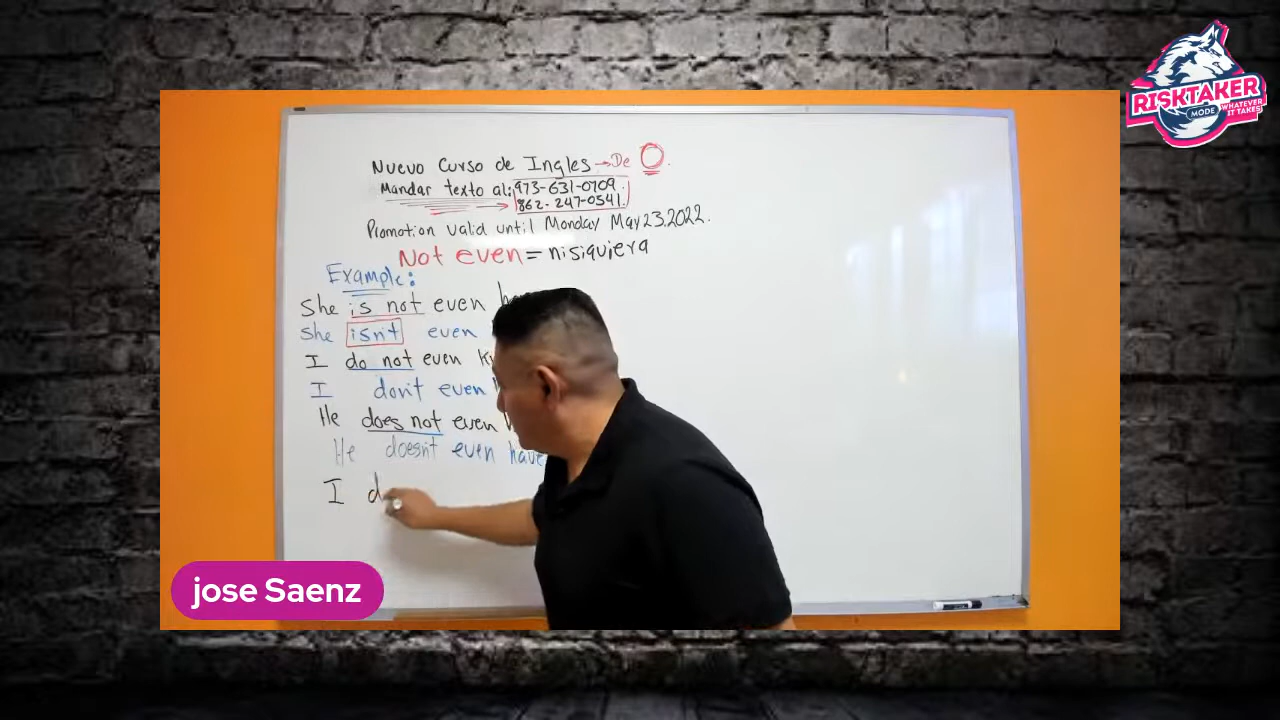 RISKTAKER
MODE
WHATEVER
IT TAKES!
Nuevo Curso de Ingles → De 0.
Mandar texto al: 973-631-0709.
→ 862-247-0541.
Promotion valid until Monday May 23.2022.
Not even = nisiquiera
Example:
She is not even
She isn't even
I do not even
I don't even
He does not even
He doesn't even have
I d
jose Saenz